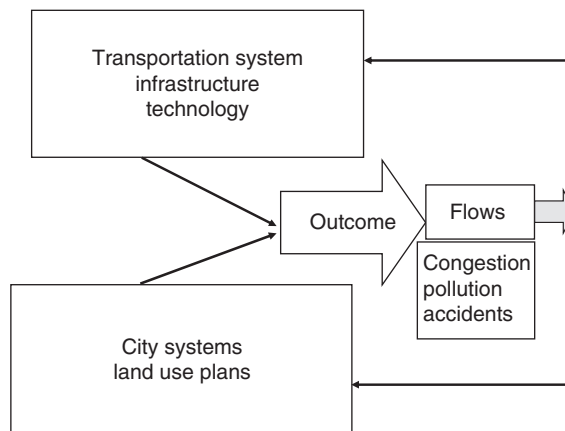 Transportation system
infrastructure
technology
Outcome
Flows
Congestion
pollution
accidents
City systems
land use plans